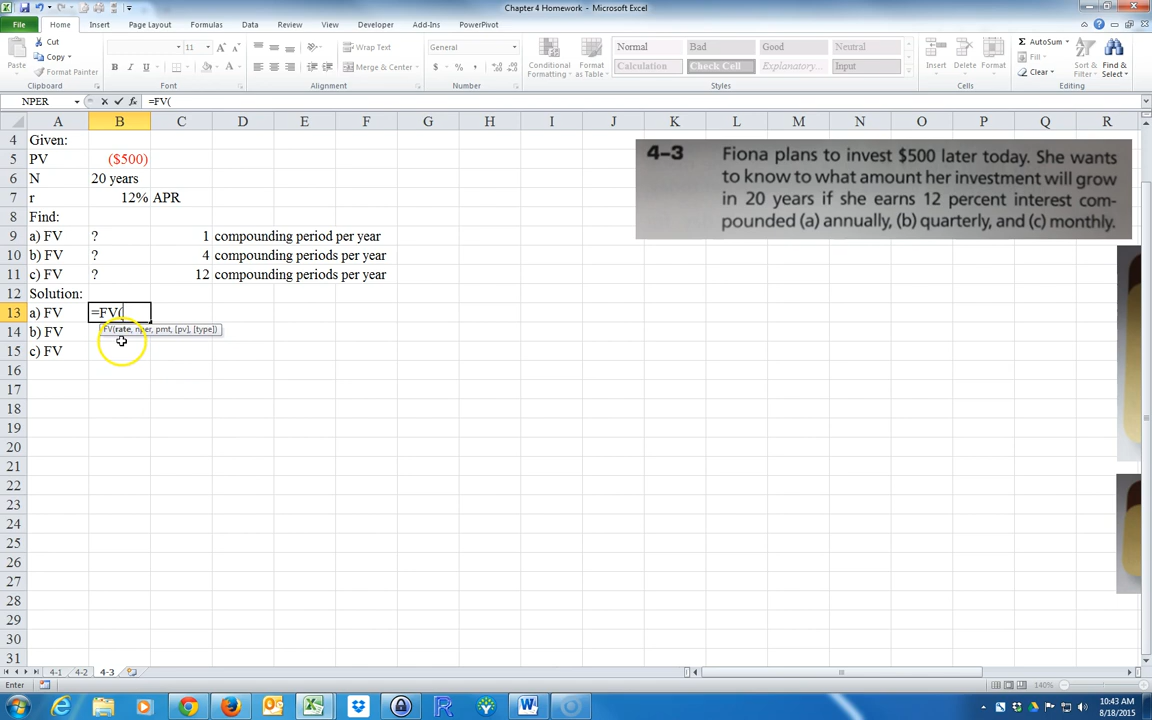 Chapter 4 Homework - Microsoft Excel
File Home Insert Page Layout Formulas Data Review View Developer Add-Ins PowerPivot
Cut
Copy
Format Painter
Paste
Clipboard
11
B I U
Font
Wrap Text
Merge & Center
Alignment
General
$ % ,
Number
Conditional Formatting
Format as Table
Normal Bad Good Neutral
Calculation Check Cell Explanatory... Input
Styles
Insert Delete Format
Cells
AutoSum
Fill
Clear
Sort & Filter
Find & Select
Editing
NPER fx =FV(
A B C D E F G H I J K L M N O P Q R
4 Given:
5 PV ($500)
6 N 20 years
7 r 12% APR
8 Find:
9 a) FV ? 1 compounding period per year
10 b) FV ? 4 compounding periods per year
11 c) FV ? 12 compounding periods per year
12 Solution:
13 a) FV =FV(
FV(rate, nper, pmt, [pv], [type])
14 b) FV
15 c) FV
16
17
18
19
20
21
22
23
24
25
26
27
28
29
30
31
4–3 Fiona plans to invest $500 later today. She wants
to know to what amount her investment will grow
in 20 years if she earns 12 percent interest com-
pounded (a) annually, (b) quarterly, and (c) monthly.
4-1 4-2 4-3
Enter
140%
10:43 AM
8/18/2015